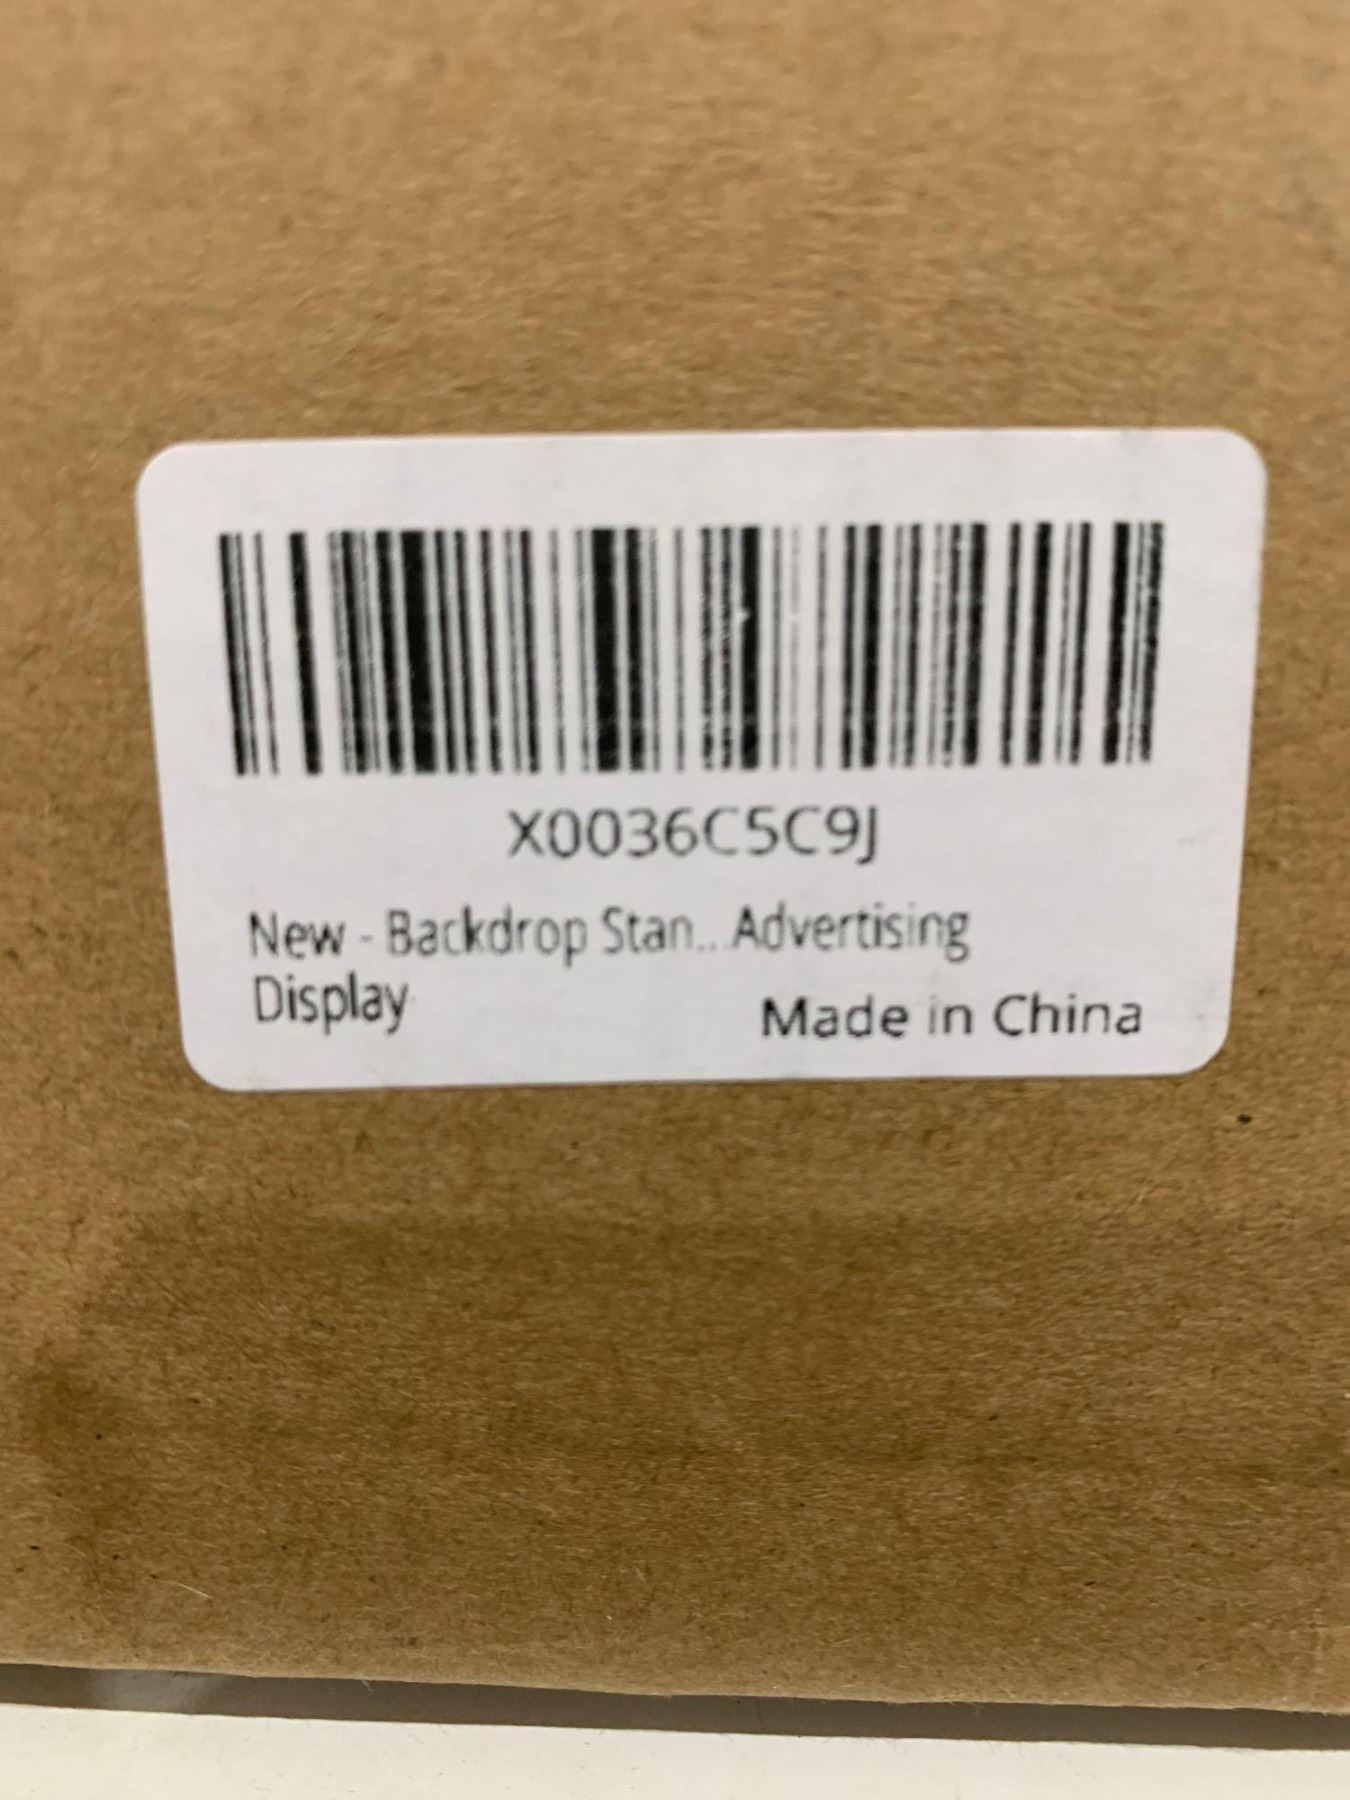 X0036C5C9J
New - Backdrop Stan...Advertising
Display
Made in China